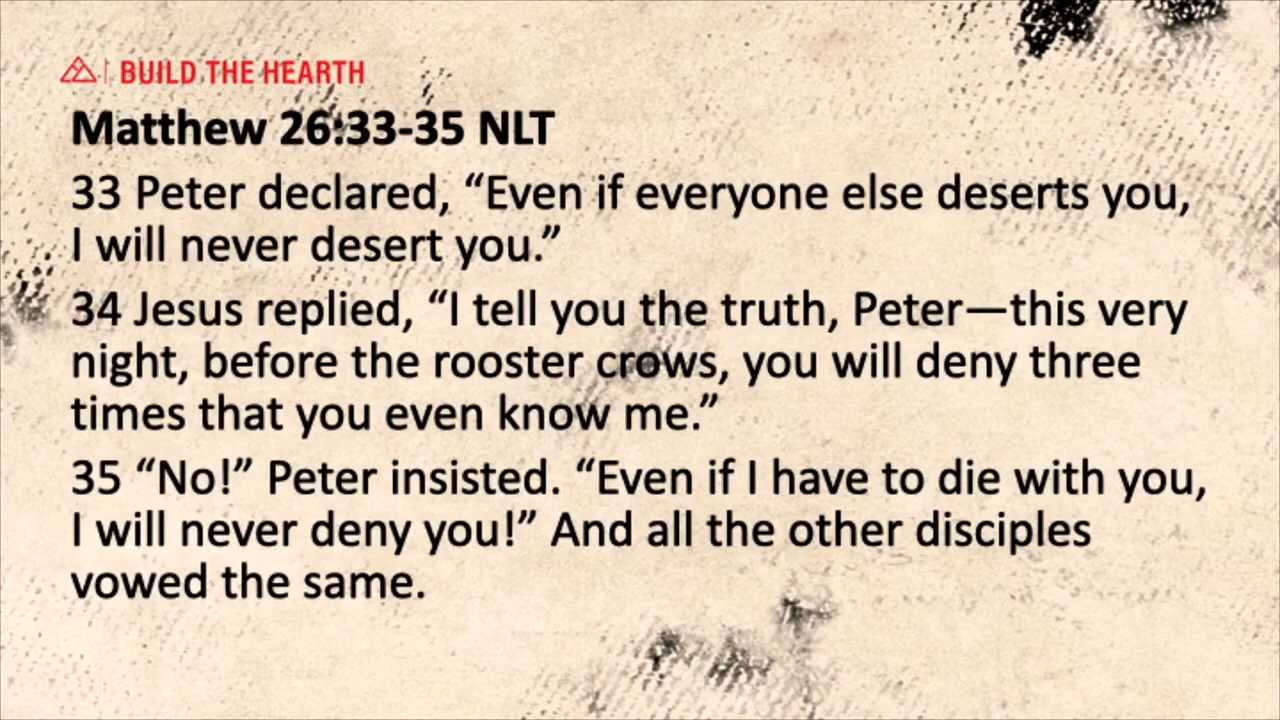 BUILD THE HEARTH
Matthew 26:33-35 NLT
33 Peter declared, “Even if everyone else deserts you,
I will never desert you.”
34 Jesus replied, “I tell you the truth, Peter—this very
night, before the rooster crows, you will deny three
times that you even know me.”
35 “No!” Peter insisted. “Even if I have to die with you,
I will never deny you!” And all the other disciples
vowed the same.